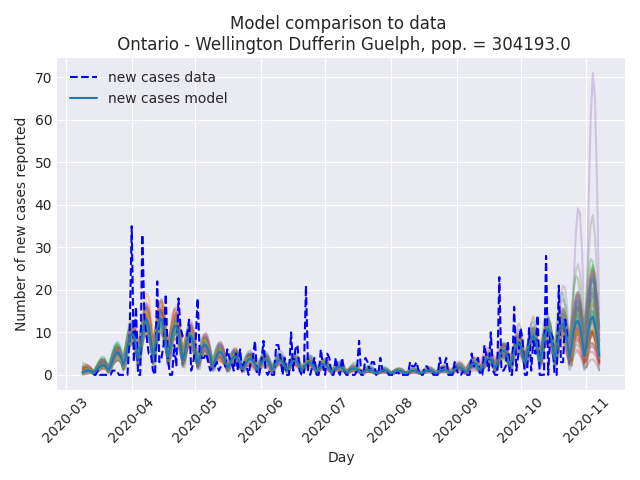 Model comparison to data
Ontario - Wellington Dufferin Guelph, pop. = 304193.0
new cases data
new cases model
Number of new cases reported
70
60
50
40
30
20
10
0
2020-03
2020-04
2020-05
2020-06
2020-07
2020-08
2020-09
2020-10
2020-11
Day